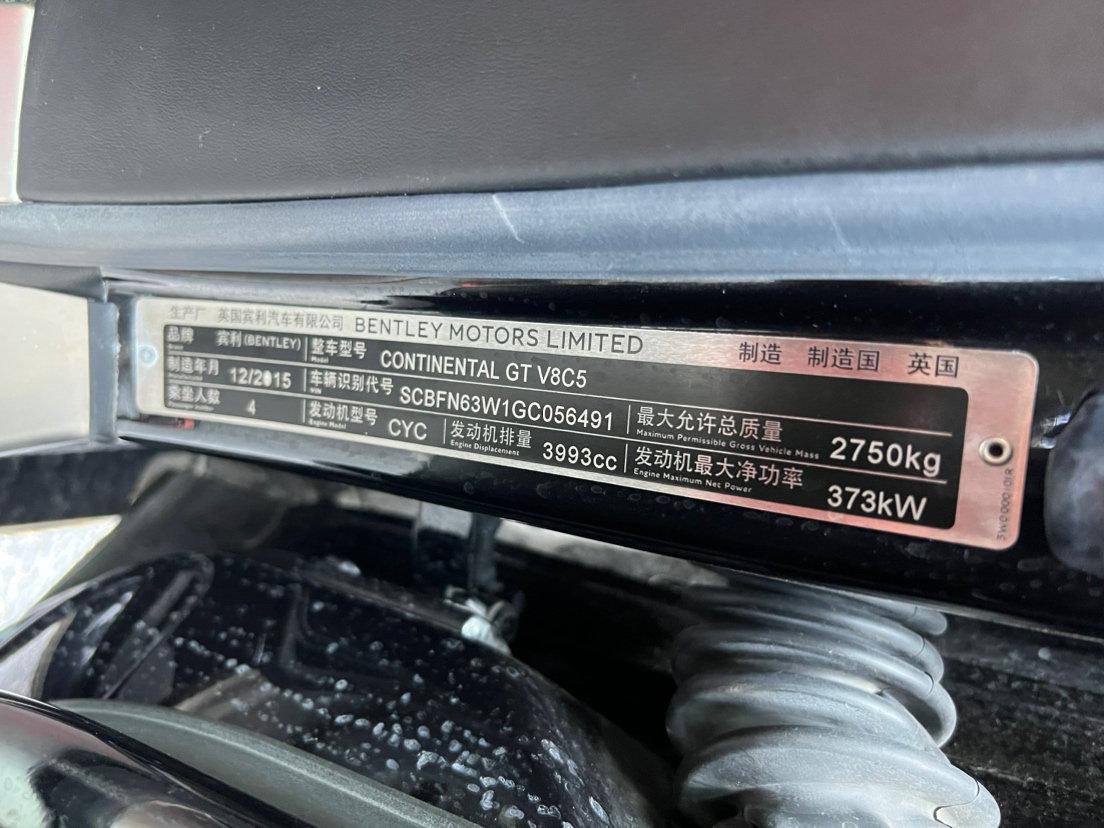 生产厂 英国宾利汽车有限公司 BENTLEY MOTORS LIMITED 制造 制造国 英国
品牌 Brand 宾利(BENTLEY) 整车型号 Model CONTINENTAL GT V8C5
制造年月 12/2015 车辆识别代号 VIN SCBFN63W1GC056491 最大允许总质量 Maximum Permissible Gross Vehicle Mass 2750kg
乘坐人数 Passenger number 4 发动机型号 Engine Model CYC 发动机排量 Engine Displacement 3993cc 发动机最大净功率 Engine Maximum Net Power 373kW